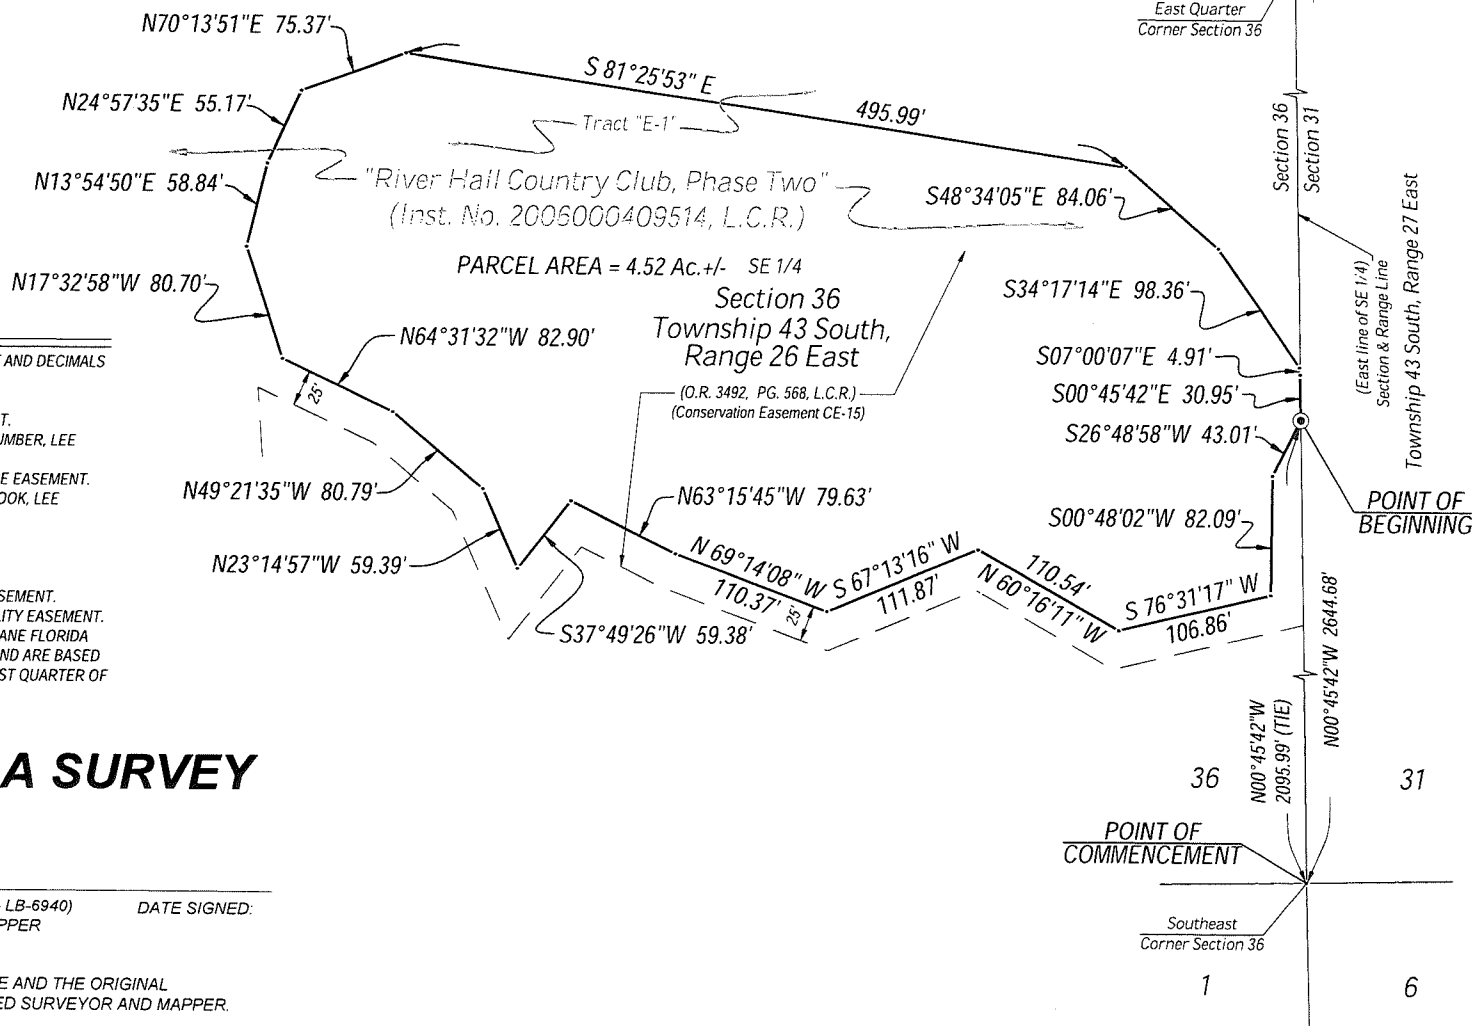 East Quarter
Corner Section 36
N70°13'51"E 75.37'
S 81°25'53" E
495.99'
N24°57'35"E 55.17'
Tract "E-1"
Section 36
Section 31
N13°54'50"E 58.84'
"River Hall Country Club, Phase Two"
(Inst. No. 2006000409514, L.C.R.)
S48°34'05"E 84.06'
(East line of SE 1/4)
Section & Range Line
Township 43 South, Range 27 East
PARCEL AREA = 4.52 Ac.+/- SE 1/4
N17°32'58"W 80.70'
Section 36
Township 43 South,
Range 26 East
S34°17'14"E 98.36'
N64°31'32"W 82.90'
AND DECIMALS
25'
(O.R. 3492, PG. 568, L.C.R.)
(Conservation Easement CE-15)
S07°00'07"E 4.91'
S00°45'42"E 30.95'
T.
UMBER, LEE
S26°48'58"W 43.01'
E EASEMENT.
OOK, LEE
N49°21'35"W 80.79'
N63°15'45"W 79.63'
POINT OF
BEGINNING
S00°48'02"W 82.09'
N23°14'57"W 59.39'
N 69°14'08" W
110.37'
25'
S 67°13'16" W
111.87'
110.54'
N 60°16'11" W
S 76°31'17" W
106.86'
SEMENT.
LITY EASEMENT.
ANE FLORIDA
ND ARE BASED
ST QUARTER OF
S37°49'26"W 59.38'
N00°45'42"W 2644.68'
N00°45'42"W
2095.99' (TIE)
A SURVEY
36
31
POINT OF
COMMENCEMENT
LB-6940)
DATE SIGNED:
PPER
Southeast
Corner Section 36
E AND THE ORIGINAL
ED SURVEYOR AND MAPPER.
1
6